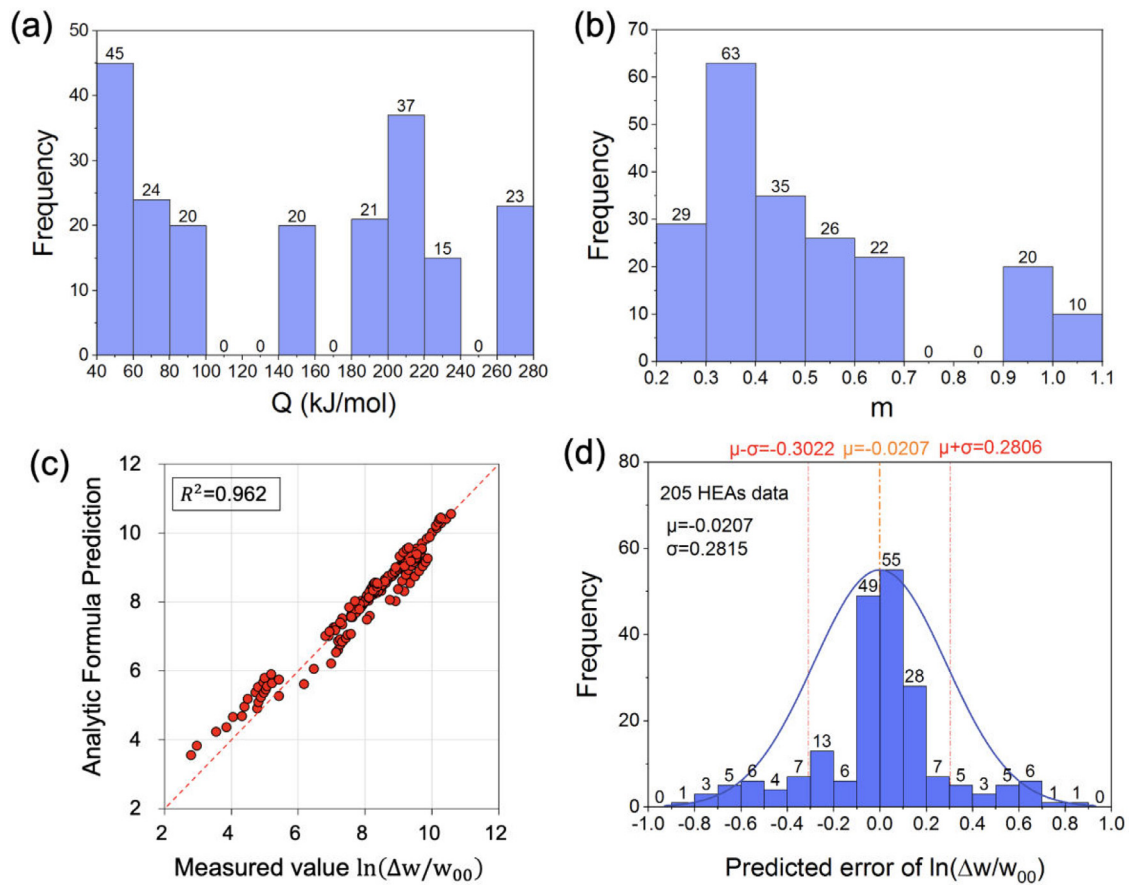 (a)
50
40
30
20
10
0
Frequency
45
24
20
0
0
20
0
21
37
15
0
23
40 60 80 100 120 140 160 180 200 220 240 260 280
Q (kJ/mol)
(b)
70
60
50
40
30
20
10
0
Frequency
29
63
35
26
22
0
0
20
10
0.2 0.3 0.4 0.5 0.6 0.7 0.8 0.9 1.0 1.1
m
(c)
12
10
8
6
4
2
Analytic Formula Prediction
R²=0.962
2 4 6 8 10 12
Measured value ln(Δw/w₀₀)
(d)
μ-σ=-0.3022 μ=-0.0207 μ+σ=0.2806
80
60
40
20
0
Frequency
205 HEAs data
μ=-0.0207
σ=0.2815
0 1 3 5 6 4 7 13 6 49 55 28 7 5 3 5 6 1 1 0
-1.0 -0.8 -0.6 -0.4 -0.2 0.0 0.2 0.4 0.6 0.8 1.0
Predicted error of ln(Δw/w₀₀)